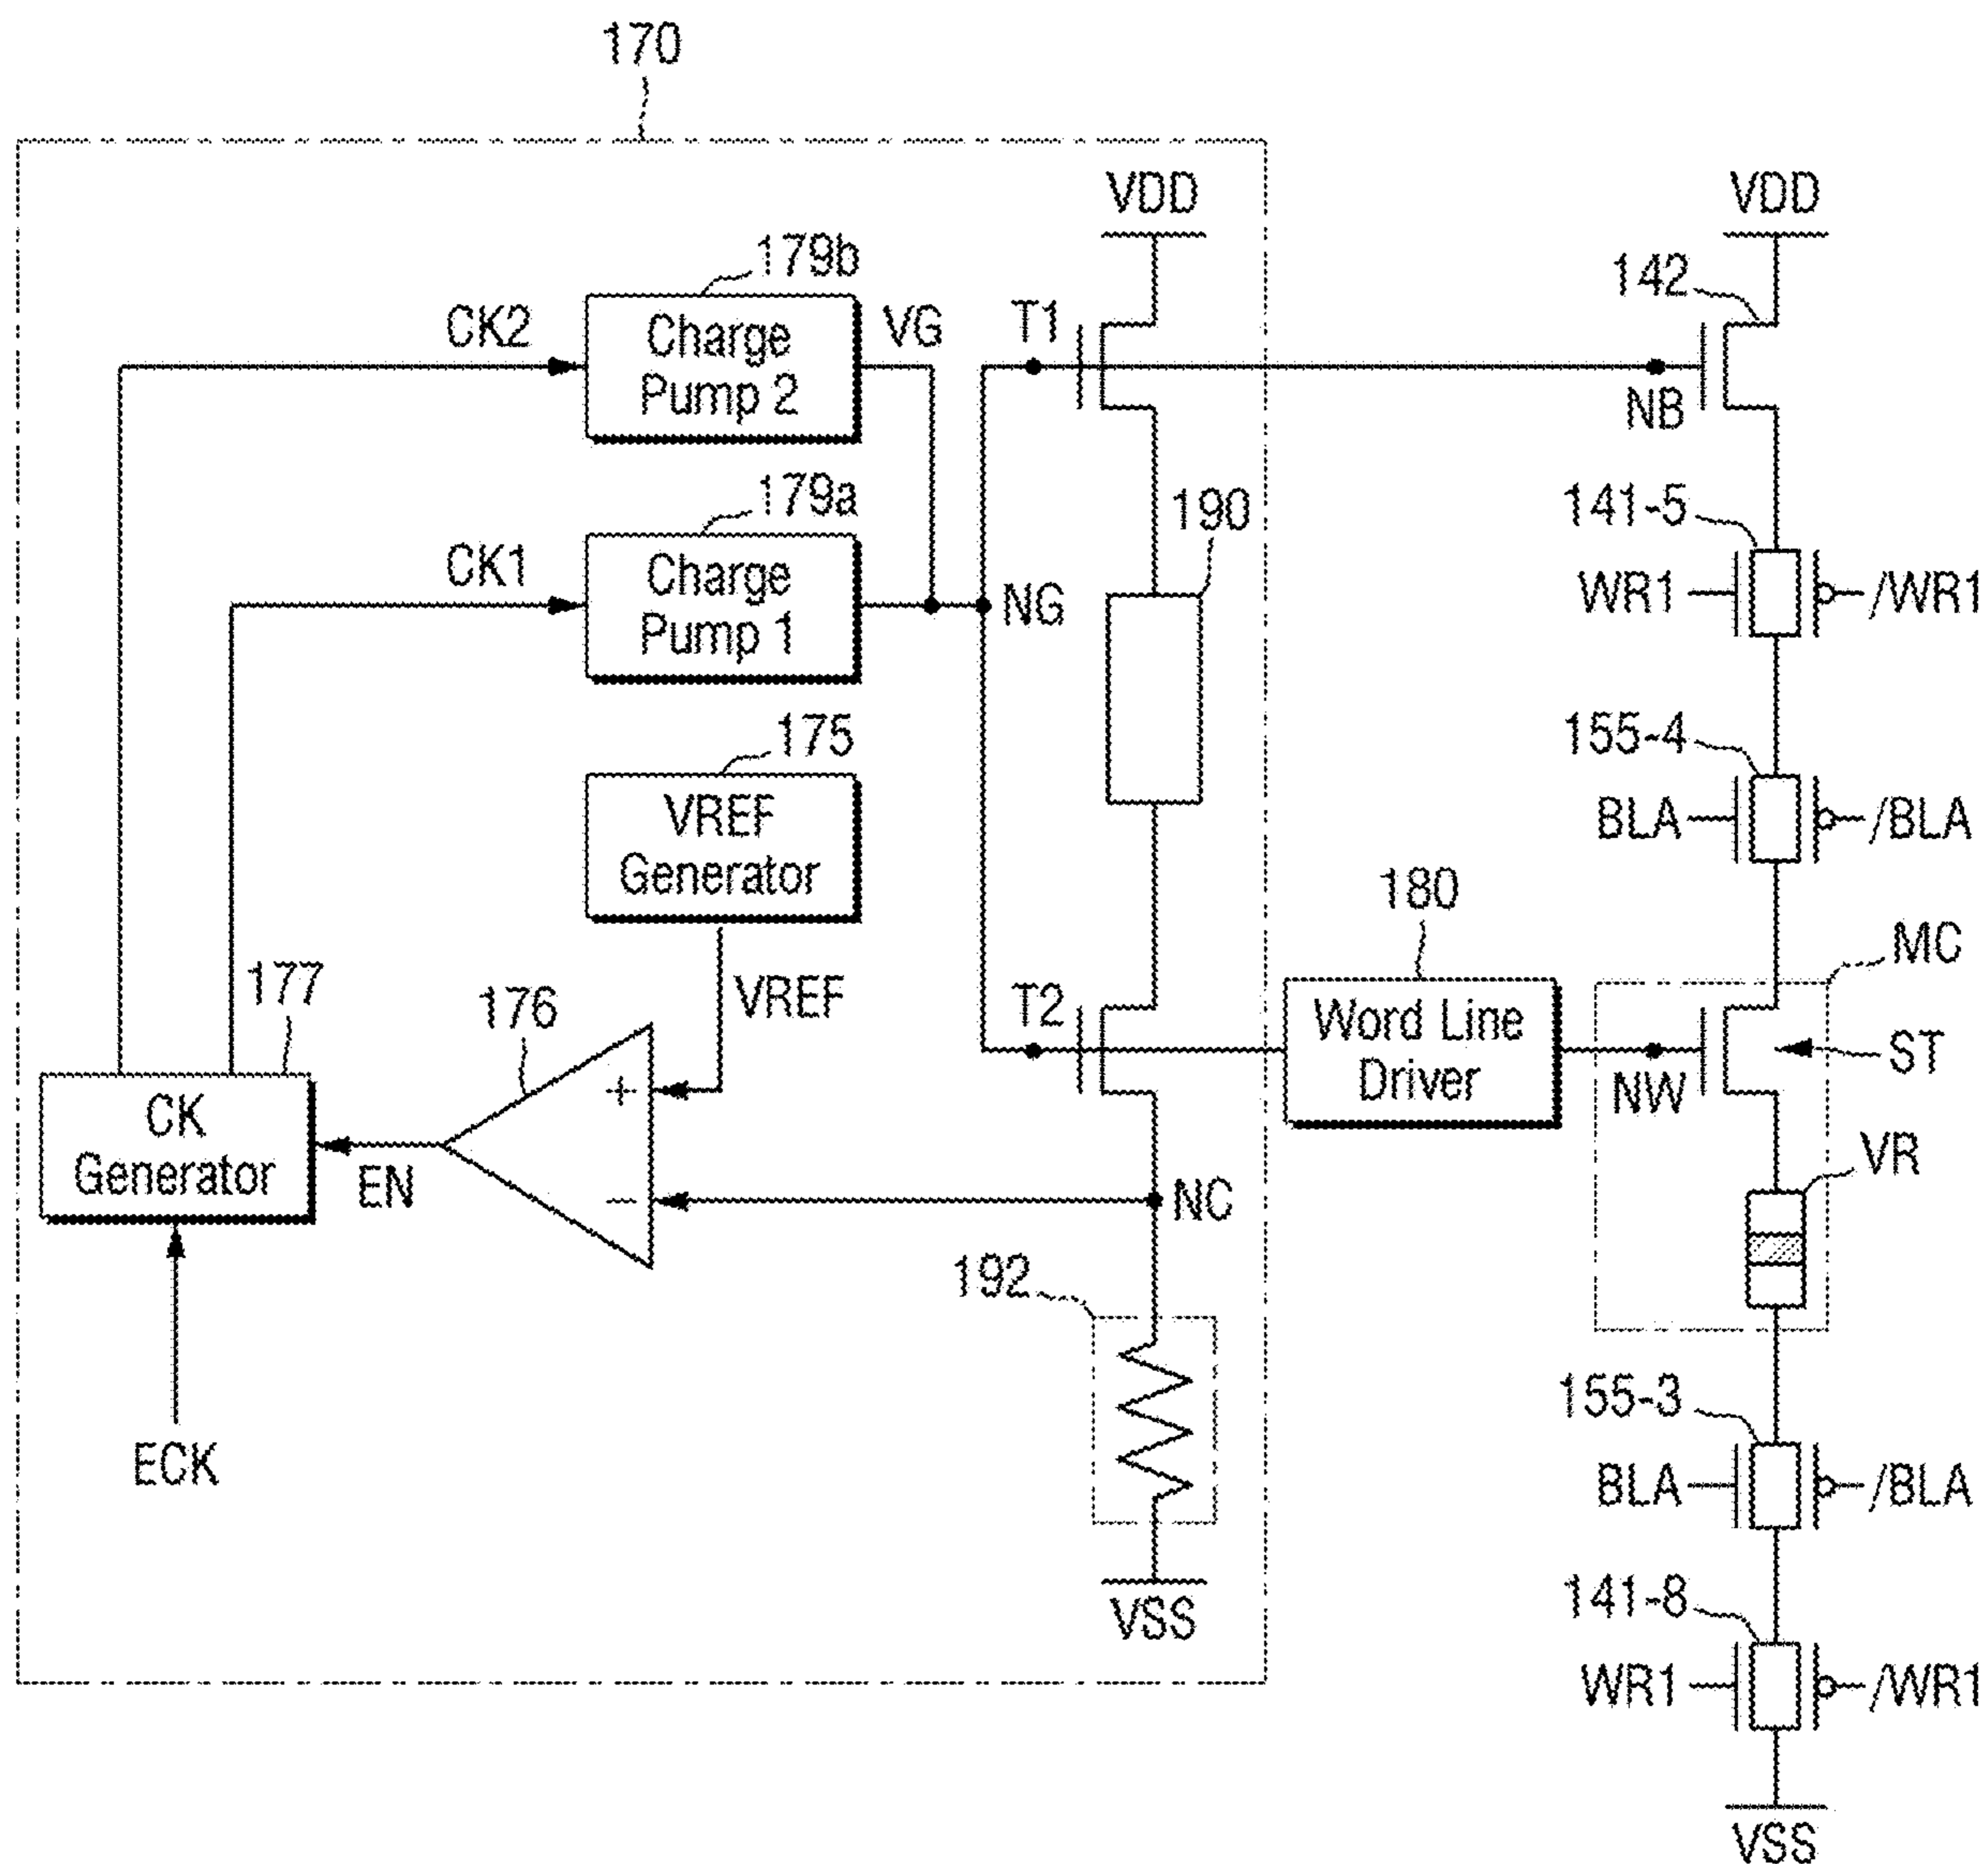 170
VDD
VDD
179b
142
CK2
Charge
Pump 2
VG
T1
NB
179a
190
141-5
CK1
Charge
Pump 1
NG
WR1
/WR1
175
155-4
VREF
Generator
BLA
/BLA
180
MC
177
176
VREF
T2
Word Line
Driver
NW
ST
CK
Generator
EN
+
−
NC
VR
192
155-3
ECK
BLA
/BLA
VSS
141-8
WR1
/WR1
VSS